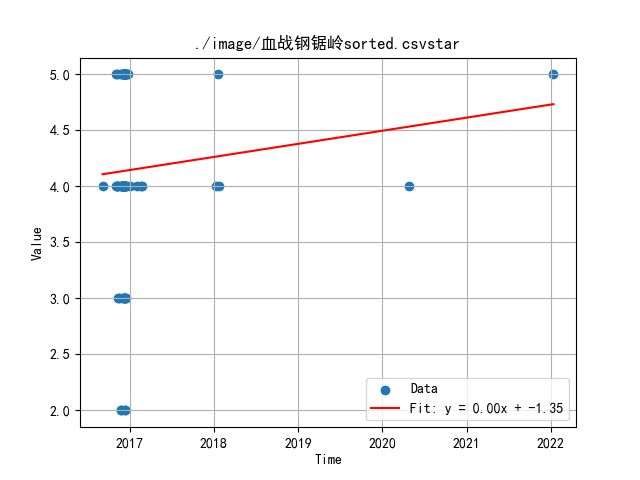 ./image/血战钢锯岭sorted.csvstar
5.0
4.5
4.0
3.5
3.0
2.5
2.0
Value
Data
Fit: y = 0.00x + -1.35
2017 2018 2019 2020 2021 2022
Time